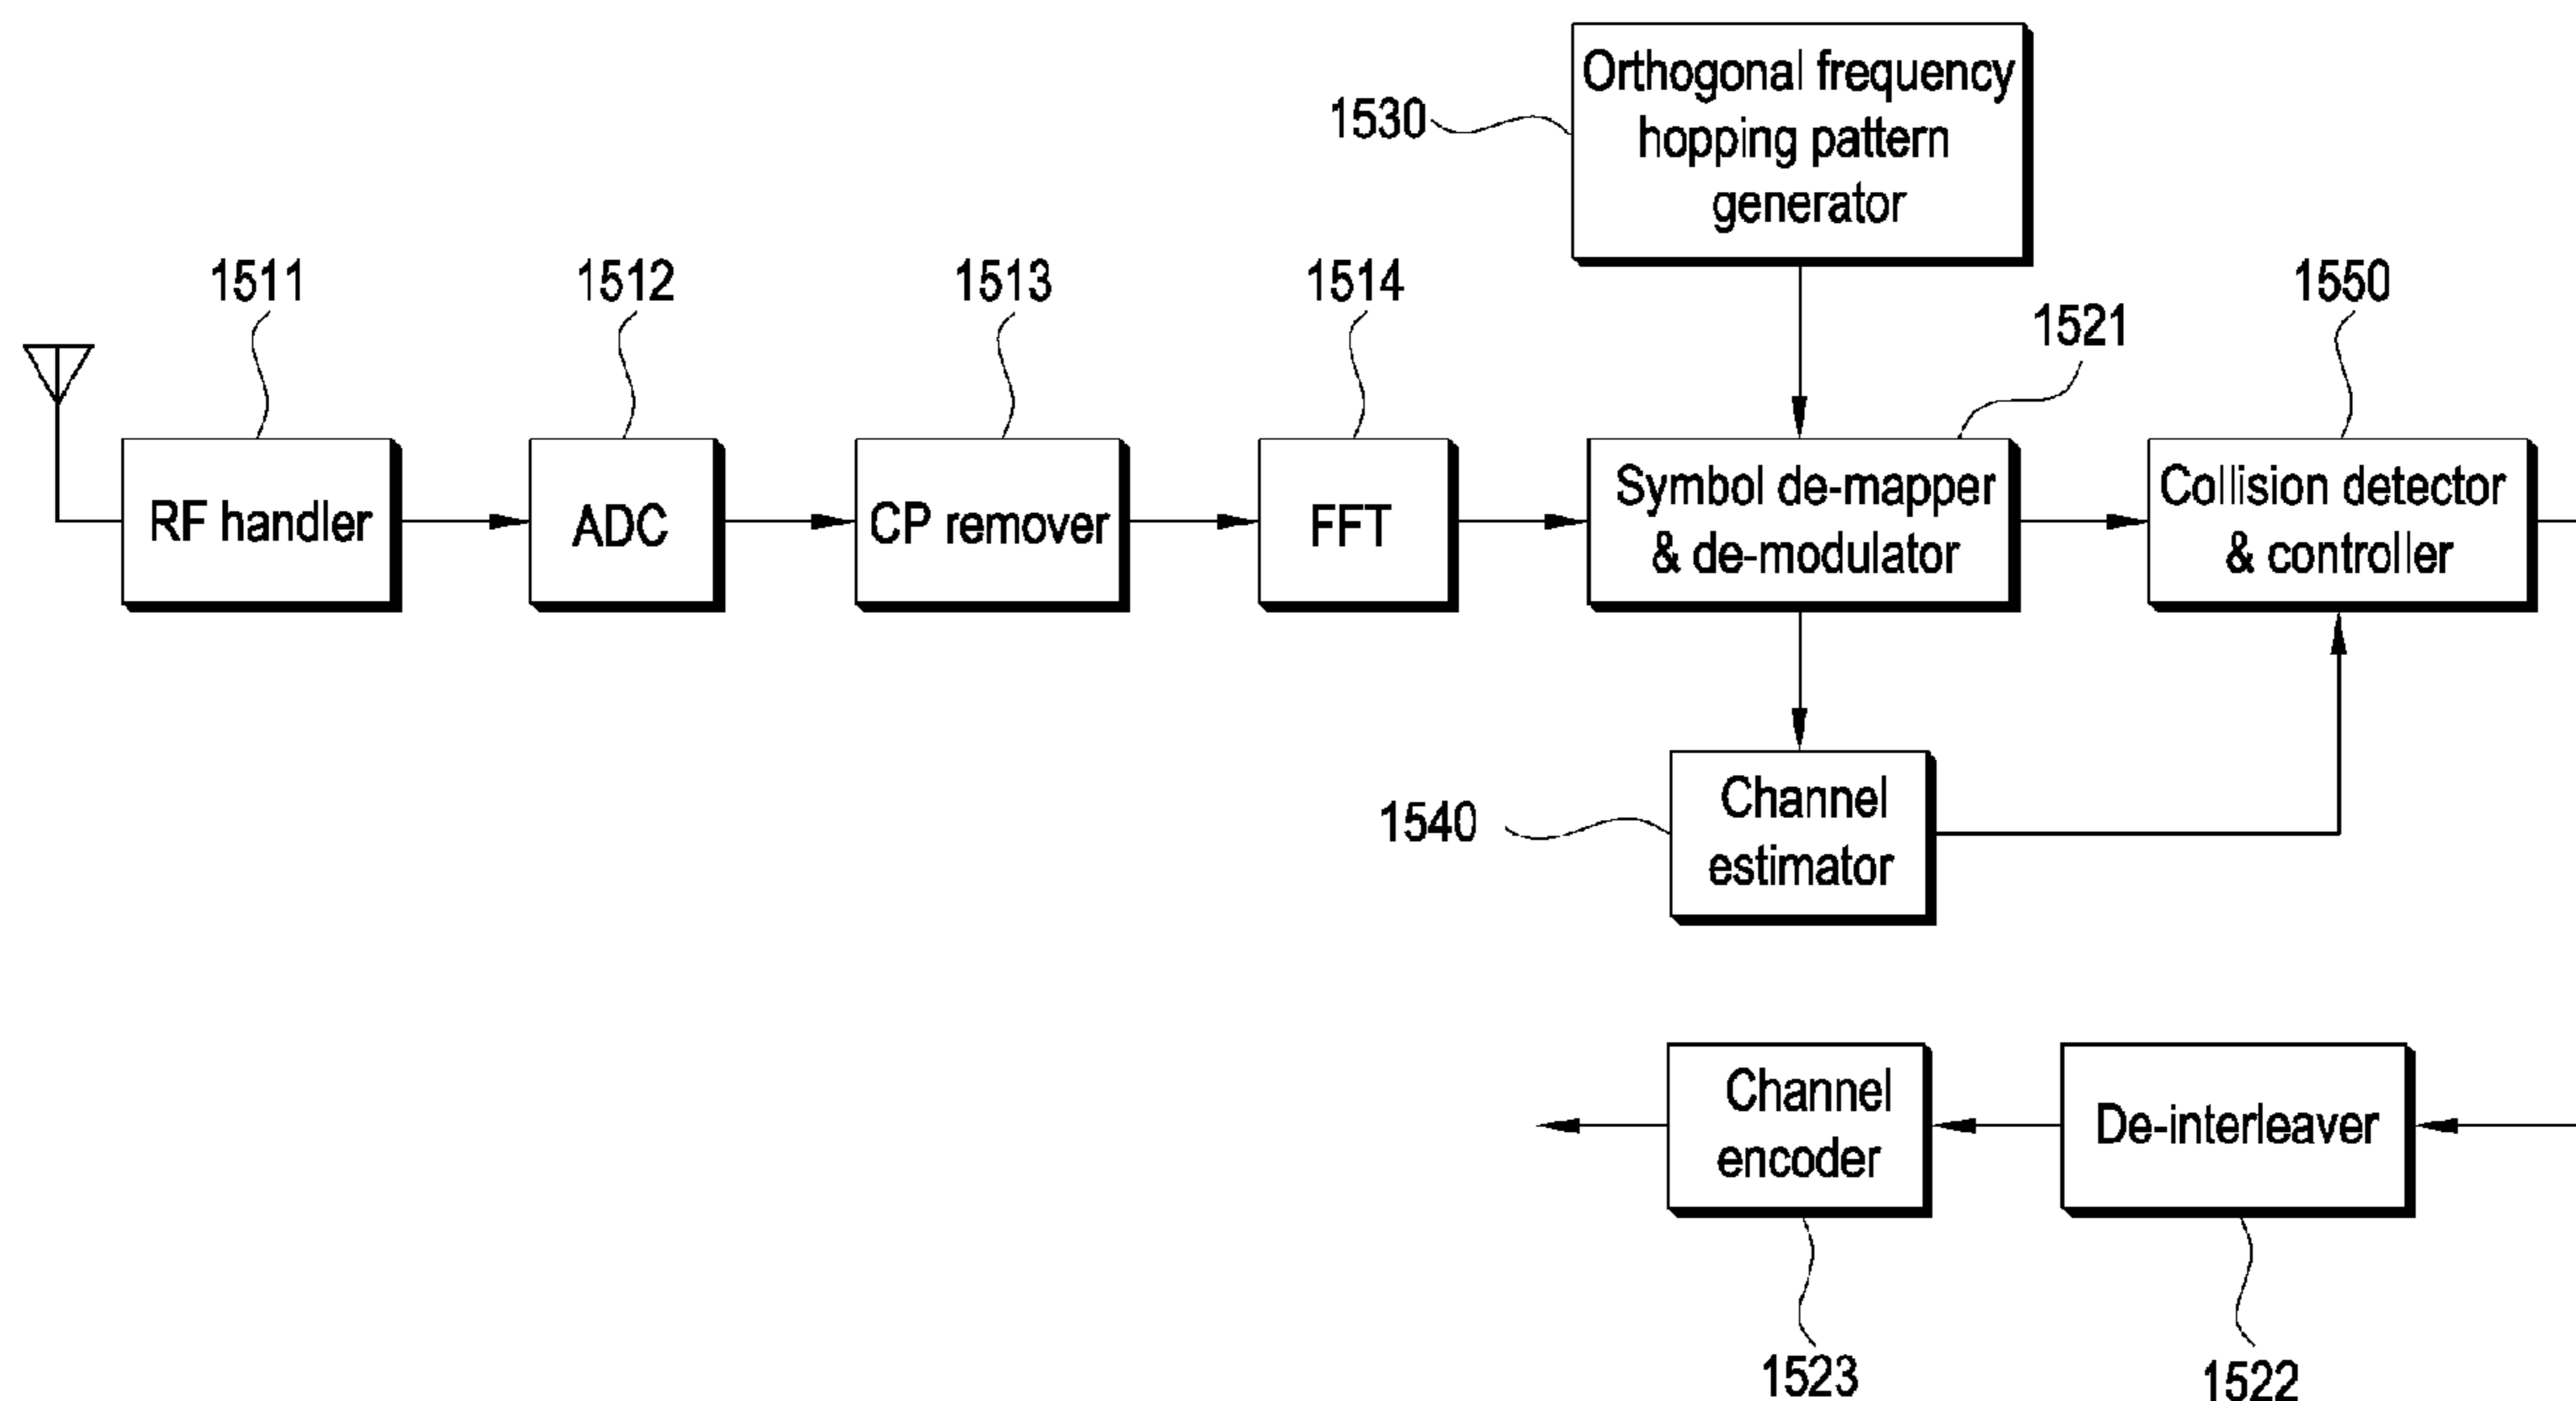 Orthogonal frequency
hopping pattern
generator
1530
1511
1512
1513
1514
1550
1521
RF handler
ADC
CP remover
FFT
Symbol de-mapper
& de-modulator
Collision detector
& controller
1540
Channel
estimator
Channel
encoder
De-interleaver
1523
1522